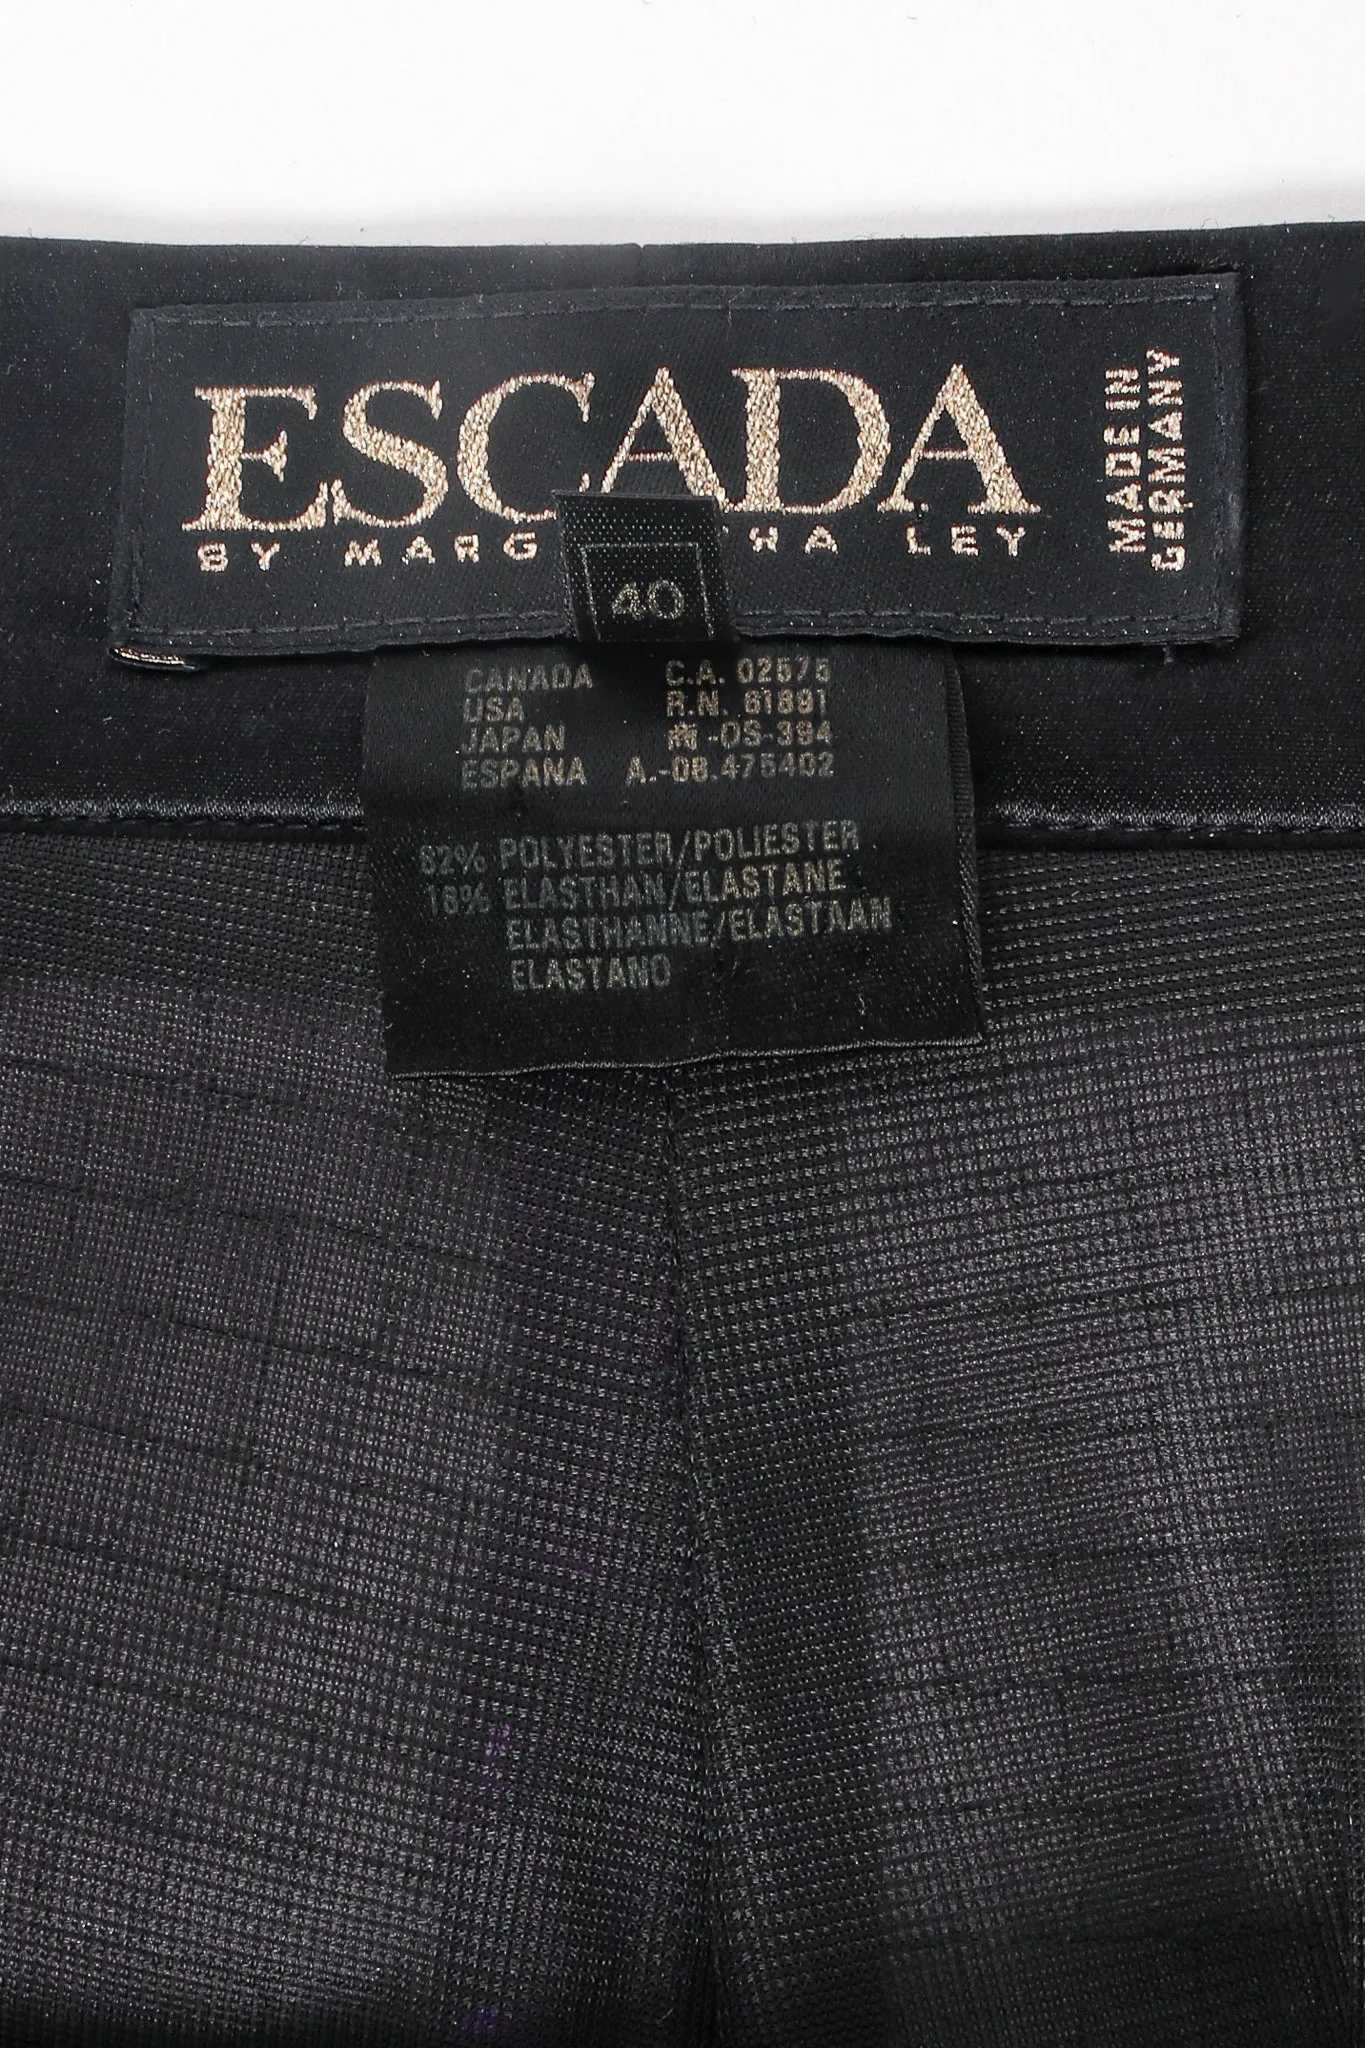 ESCADA
BY MARG HA LEY
MADE IN
GERMANY
40
CANADA C.A. 02575
USA R.N. 61891
JAPAN -OS-394
ESPANA A.-08.475402
82% POLYESTER/POLIESTER
18% ELASTHAN/ELASTANE
ELASTHANNE/ELASTAAN
ELASTANO